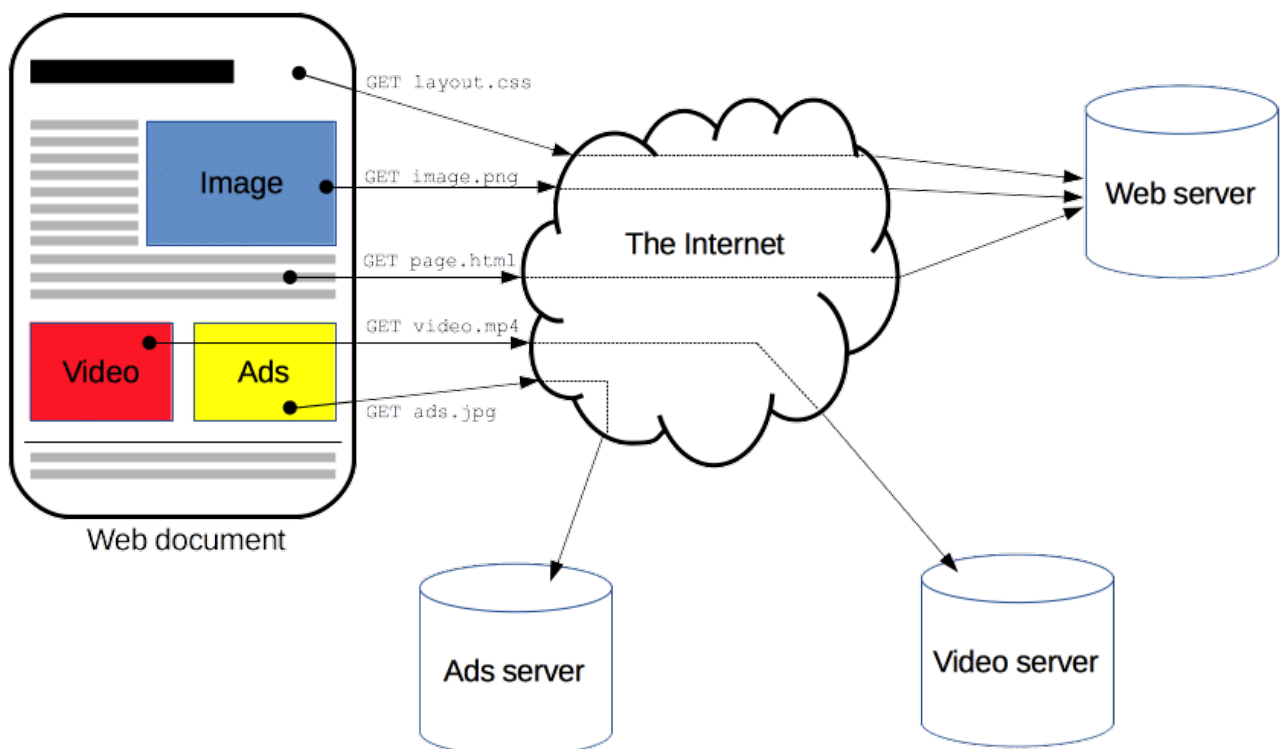 GET layout.css
Image
GET image.png
Web server
The Internet
GET page.html
GET video.mp4
Video
Ads
GET ads.jpg
Web document
Ads server
Video server